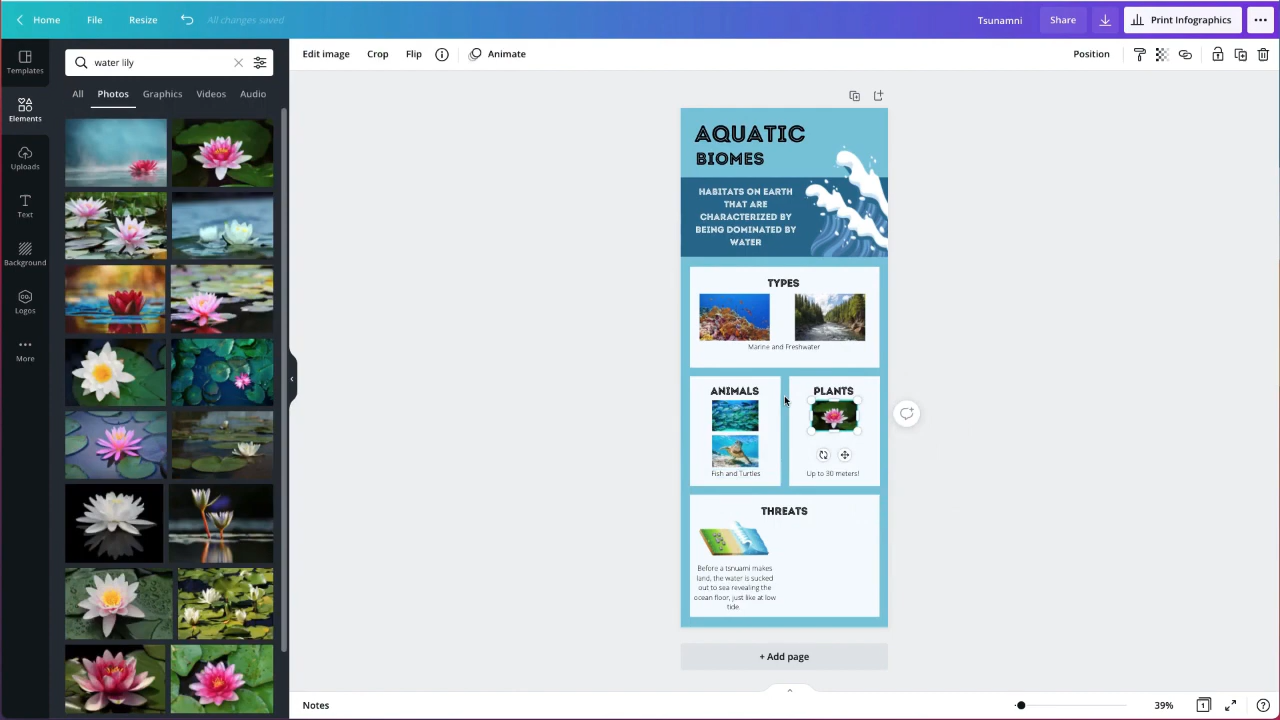 Home
File
Resize
All changes saved
Tsunamni
Share
Print Infographics
Templates
Elements
Uploads
Text
Background
Logos
More
water lily
All
Photos
Graphics
Videos
Audio
Edit image
Crop
Flip
Animate
Position
AQUATIC
BIOMES
HABITATS ON EARTH
THAT ARE
CHARACTERIZED BY
BEING DOMINATED BY
WATER
TYPES
Marine and Freshwater
ANIMALS
Fish and Turtles
PLANTS
Up to 30 meters!
THREATS
Before a tsnuami makes
land, the water is sucked
out to sea revealing the
ocean floor, just like at low
tide.
+ Add page
Notes
39%
1